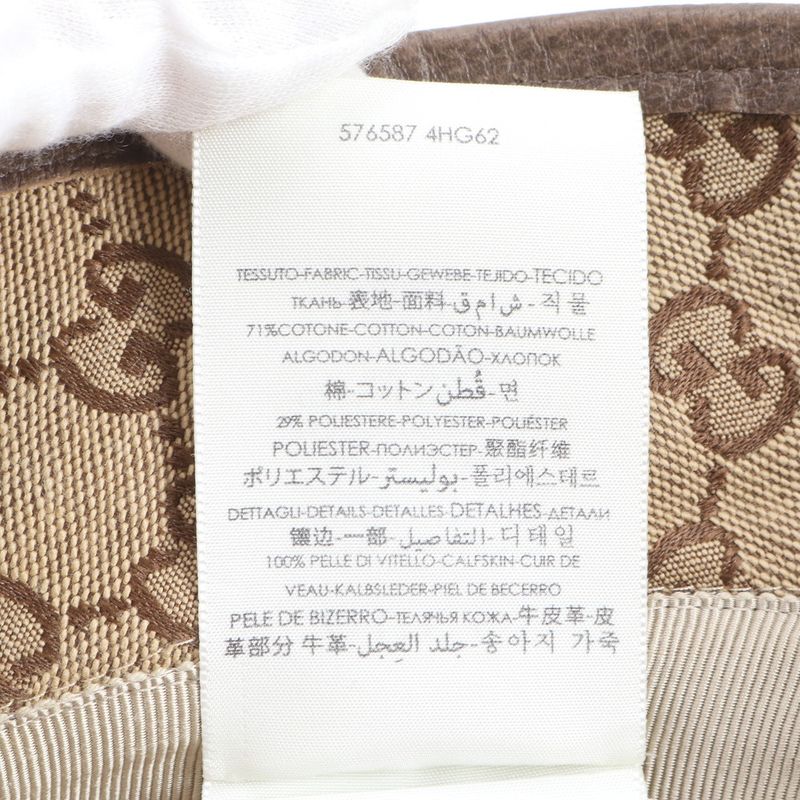 576587 4HG62
TESSUTO-FABRIC-TISSU-GEWEBE-TEJIDO-TECIDO
ТКАНЬ-表地-面料-قماش-직물
71%COTONE-COTTON-COTON-BAUMWOLLE
ALGODON-ALGODÃO-ХЛОПОК
棉-コットン-قُطن-면
29% POLIESTERE-POLYESTER-POLIÉSTER
POLIESTER-ПОЛИЭСТЕР-聚酯纤维
ポリエステル-بوليستر-폴리에스테르
DETTAGLI-DETAILS-DETALLES-DETALHES-ДЕТАЛИ
镶边-一部-التفاصيل-디테일
100% PELLE DI VITELLO-CALFSKIN-CUIR DE
VEAU-KALBSLEDER-PIEL DE BECERRO
PELE DE BIZERRO-ТЕЛЯЧЬЯ КОЖА-牛皮革-皮
革部分 牛革-جلد العِجل-송아지 가죽